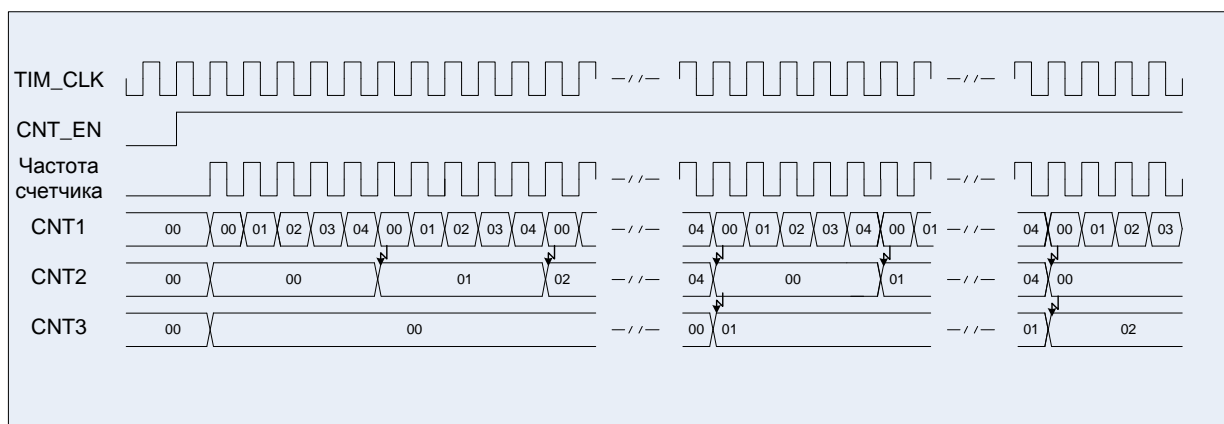 TIM_CLK
CNT_EN
Частота
счетчика
CNT1 00 00 01 02 03 04 00 01 02 03 04 00 04 00 01 02 03 04 00 01 04 00 01 02 03
CNT2 00 00 01 02 04 00 01 04 00
CNT3 00 00 00 01 01 02